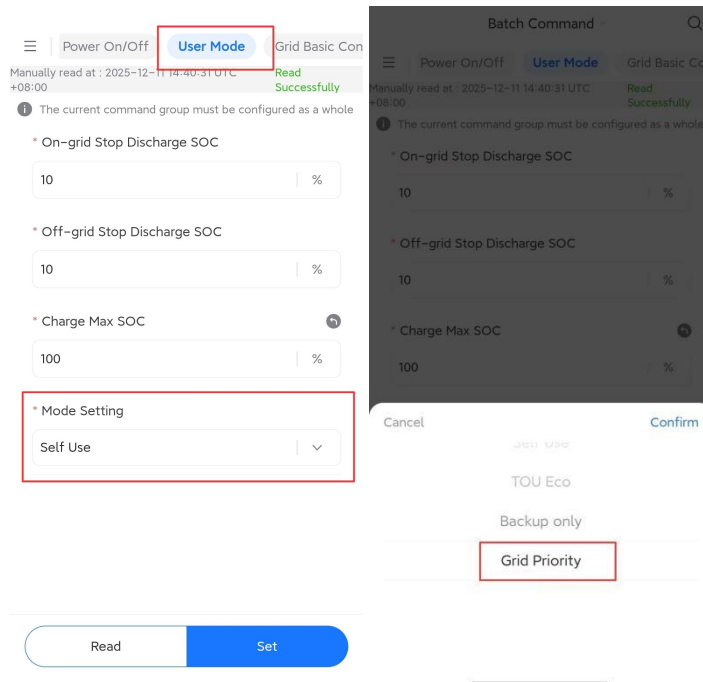 Power On/Off
User Mode
Grid Basic Con
Manually read at : 2025-12-11 14:40:31 UTC
+08:00
Read
Successfully
The current command group must be configured as a whole
* On-grid Stop Discharge SOC
10 %
* Off-grid Stop Discharge SOC
10 %
* Charge Max SOC
100 %
* Mode Setting
Self Use
Read
Set
Batch Command
Power On/Off
User Mode
Grid Basic Co
Manually read at : 2025-12-11 14:40:31 UTC
+08:00
Read
Successfully
The current command group must be configured as a whole
* On-grid Stop Discharge SOC
10 %
* Off-grid Stop Discharge SOC
10 %
* Charge Max SOC
100 %
Cancel
Confirm
Self Use
TOU Eco
Backup only
Grid Priority